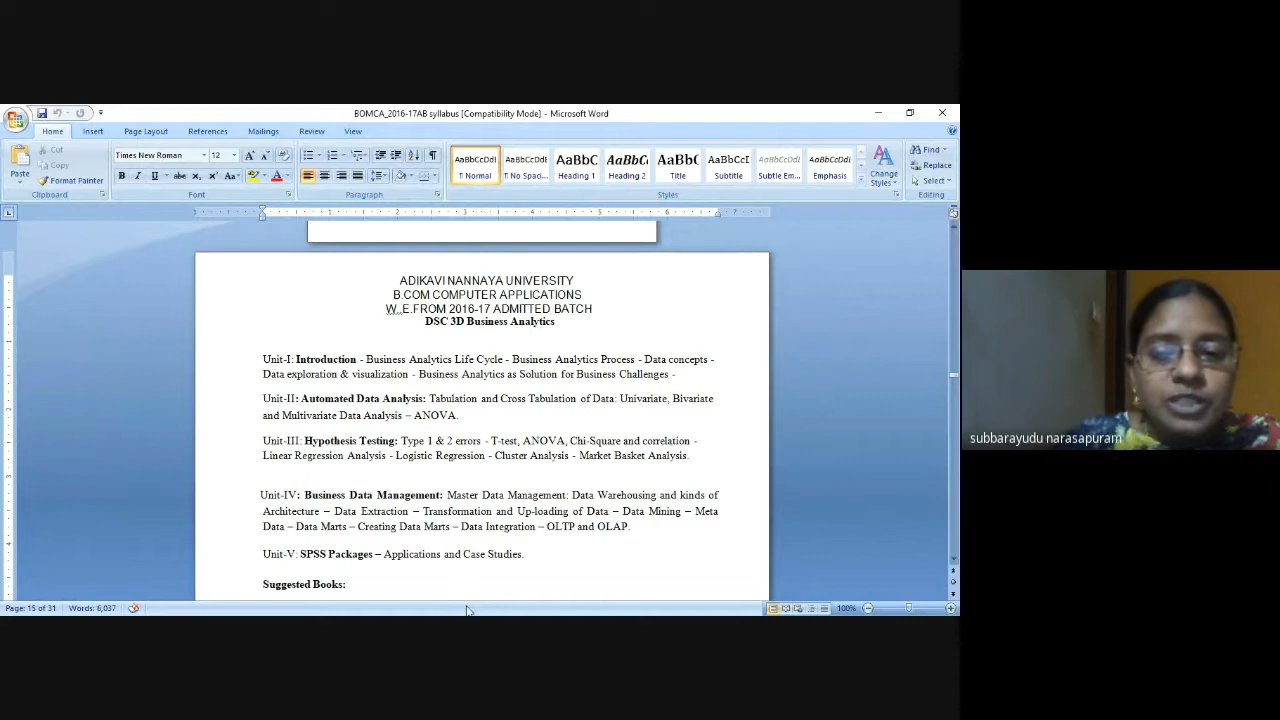 BOMCA_2016-17AB syllabus [Compatibility Mode] - Microsoft Word
Home Insert Page Layout References Mailings Review View
Paste
Cut
Copy
Format Painter
Clipboard
Times New Roman 12
Font
Paragraph
AaBbCcDdI AaBbCcDdI AaBbC AaBbC AaBb( AaBbCcI AaBbCcDdI AaBbCcDdI
¶ Normal ¶ No Spaci... Heading 1 Heading 2 Title Subtitle Subtle Em... Emphasis
Change Styles
Styles
Find
Replace
Select
Editing
ADIKAVI NANNAYA UNIVERSITY
B.COM COMPUTER APPLICATIONS
W..E.FROM 2016-17 ADMITTED BATCH
DSC 3D Business Analytics
Unit-I: Introduction - Business Analytics Life Cycle - Business Analytics Process - Data concepts -
Data exploration & visualization - Business Analytics as Solution for Business Challenges -
Unit-II: Automated Data Analysis: Tabulation and Cross Tabulation of Data: Univariate, Bivariate
and Multivariate Data Analysis – ANOVA.
Unit-III: Hypothesis Testing: Type 1 & 2 errors - T-test, ANOVA, Chi-Square and correlation -
Linear Regression Analysis - Logistic Regression - Cluster Analysis - Market Basket Analysis.
Unit-IV: Business Data Management: Master Data Management: Data Warehousing and kinds of
Architecture – Data Extraction – Transformation and Up-loading of Data – Data Mining – Meta
Data – Data Marts – Creating Data Marts – Data Integration – OLTP and OLAP.
Unit-V: SPSS Packages – Applications and Case Studies.
Suggested Books:
Page: 15 of 31 Words: 6,037 100%
subbarayudu narasapuram